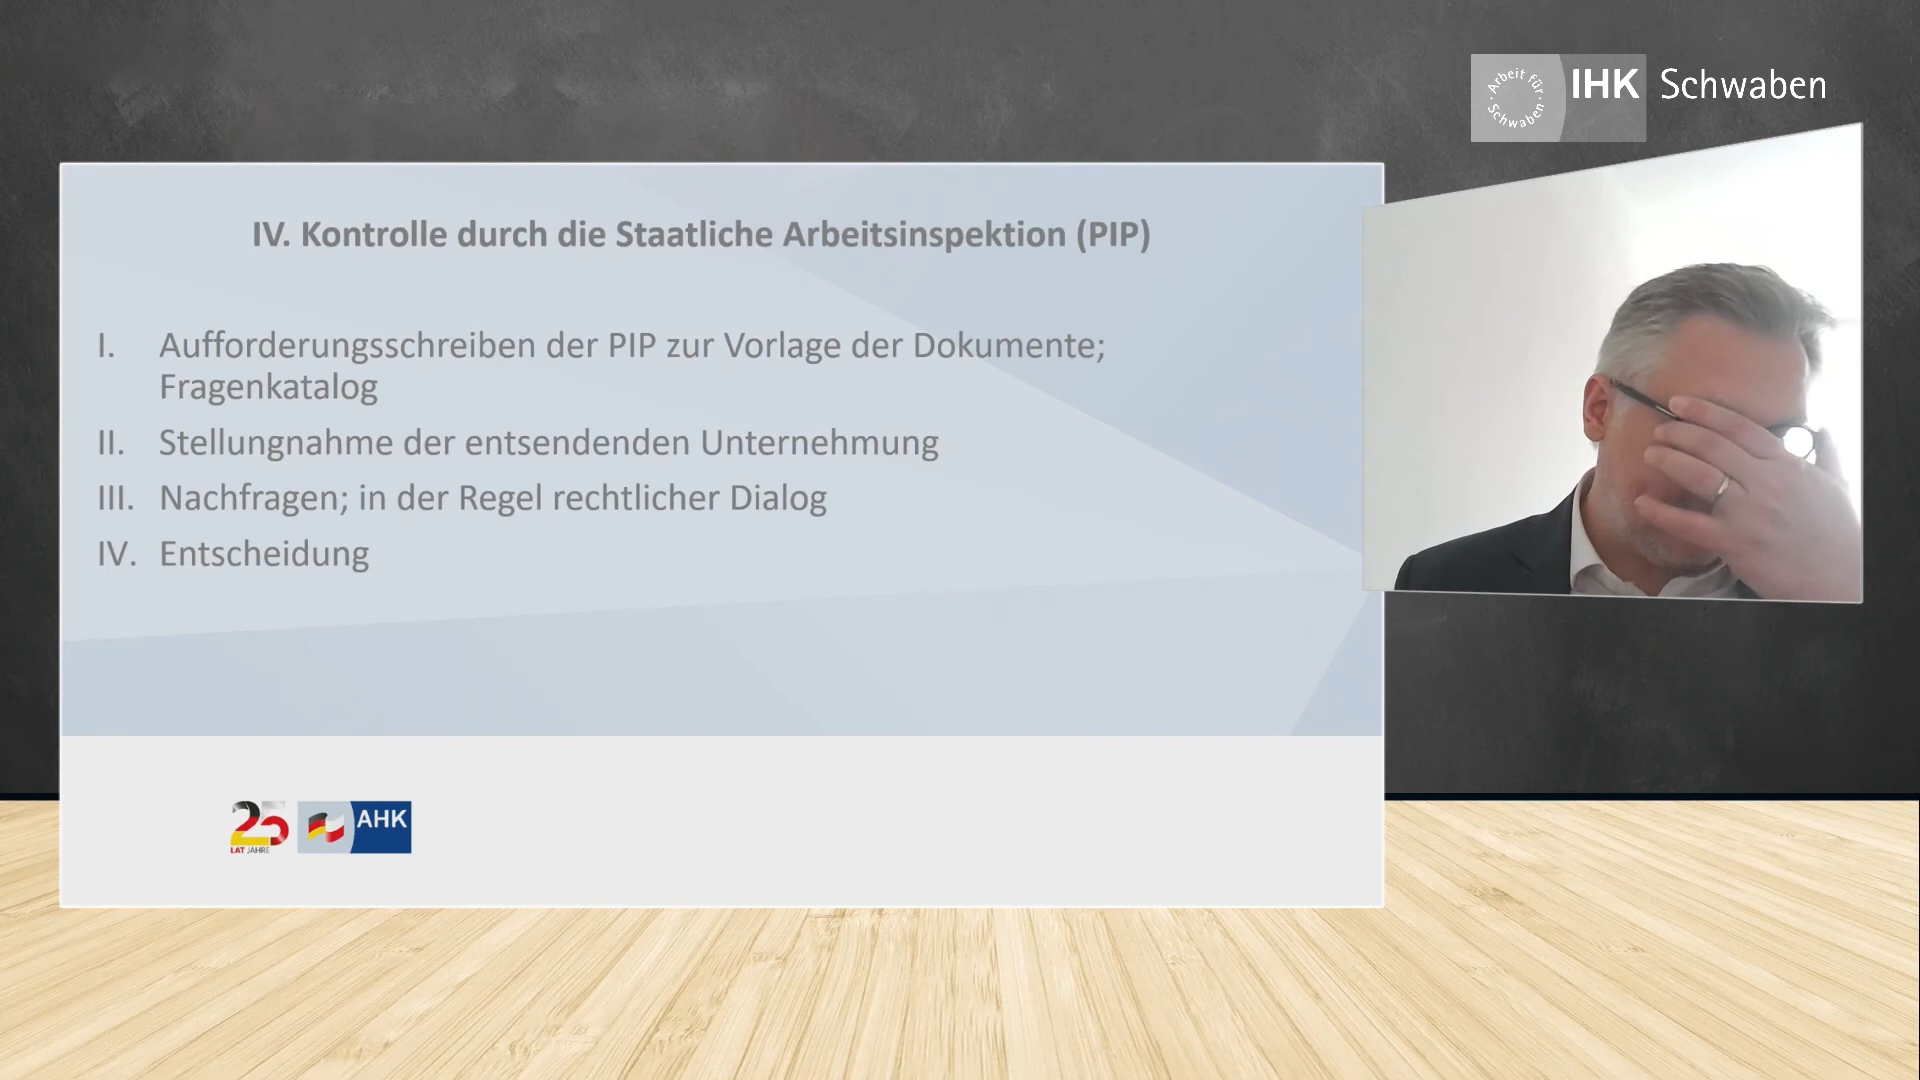 Arbeit für
Schwaben
IHK Schwaben
IV. Kontrolle durch die Staatliche Arbeitsinspektion (PIP)
I. Aufforderungsschreiben der PIP zur Vorlage der Dokumente;
Fragenkatalog
II. Stellungnahme der entsendenden Unternehmung
III. Nachfragen; in der Regel rechtlicher Dialog
IV. Entscheidung
25
LAT JAHRE
AHK